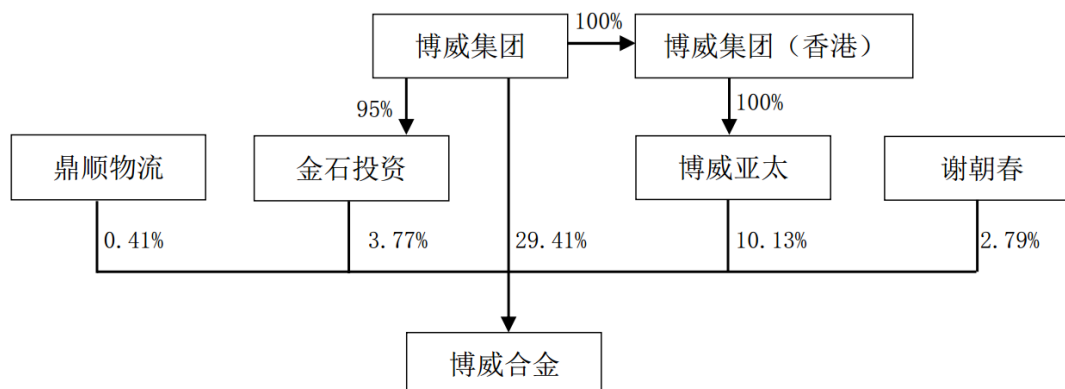 博威集团
100%
博威集团（香港）
95%
100%
鼎顺物流
金石投资
博威亚太
谢朝春
0.41%
3.77%
29.41%
10.13%
2.79%
博威合金